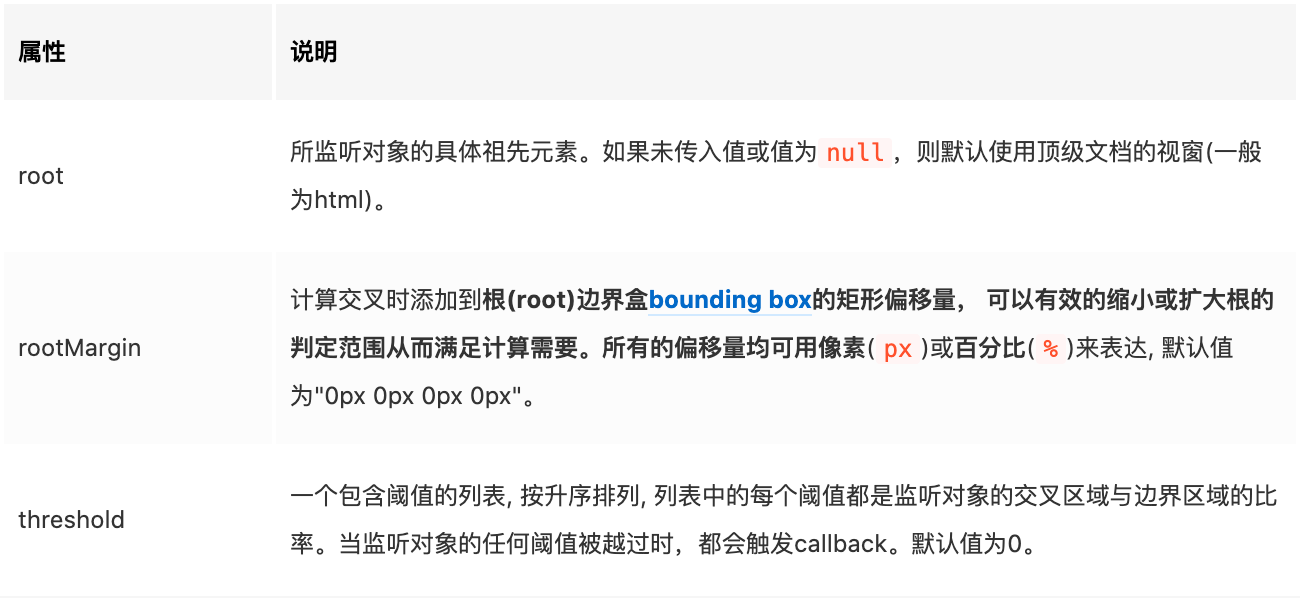 属性
说明
root
所监听对象的具体祖先元素。如果未传入值或值为null，则默认使用顶级文档的视窗(一般
为html)。
rootMargin
计算交叉时添加到根(root)边界盒bounding box的矩形偏移量， 可以有效的缩小或扩大根的
判定范围从而满足计算需要。所有的偏移量均可用像素(px)或百分比(%)来表达, 默认值
为"0px 0px 0px 0px"。
threshold
一个包含阈值的列表, 按升序排列, 列表中的每个阈值都是监听对象的交叉区域与边界区域的比
率。当监听对象的任何阈值被越过时，都会触发callback。默认值为0。